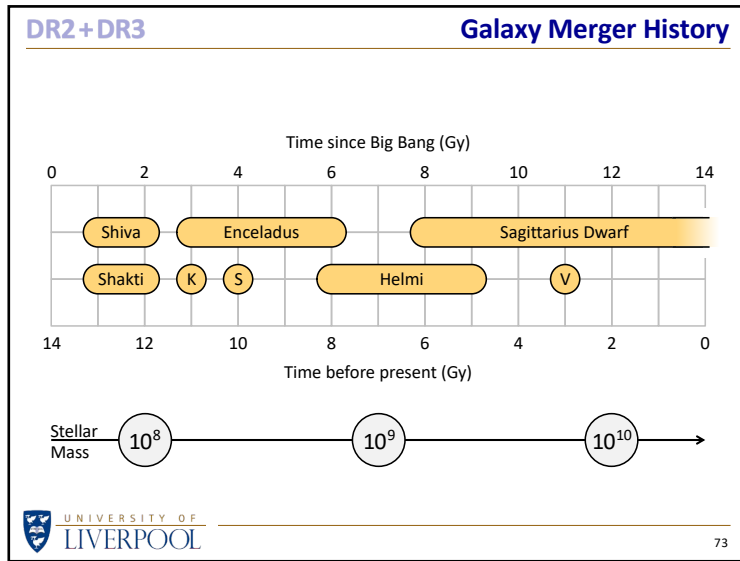 DR2+DR3 Galaxy Merger History
Time since Big Bang (Gy)
0 2 4 6 8 10 12 14
Shiva Enceladus Sagittarius Dwarf
Shakti K S Helmi V
14 12 10 8 6 4 2 0
Time before present (Gy)
Stellar
Mass
10⁸ 10⁹ 10¹⁰
UNIVERSITY OF
LIVERPOOL
73